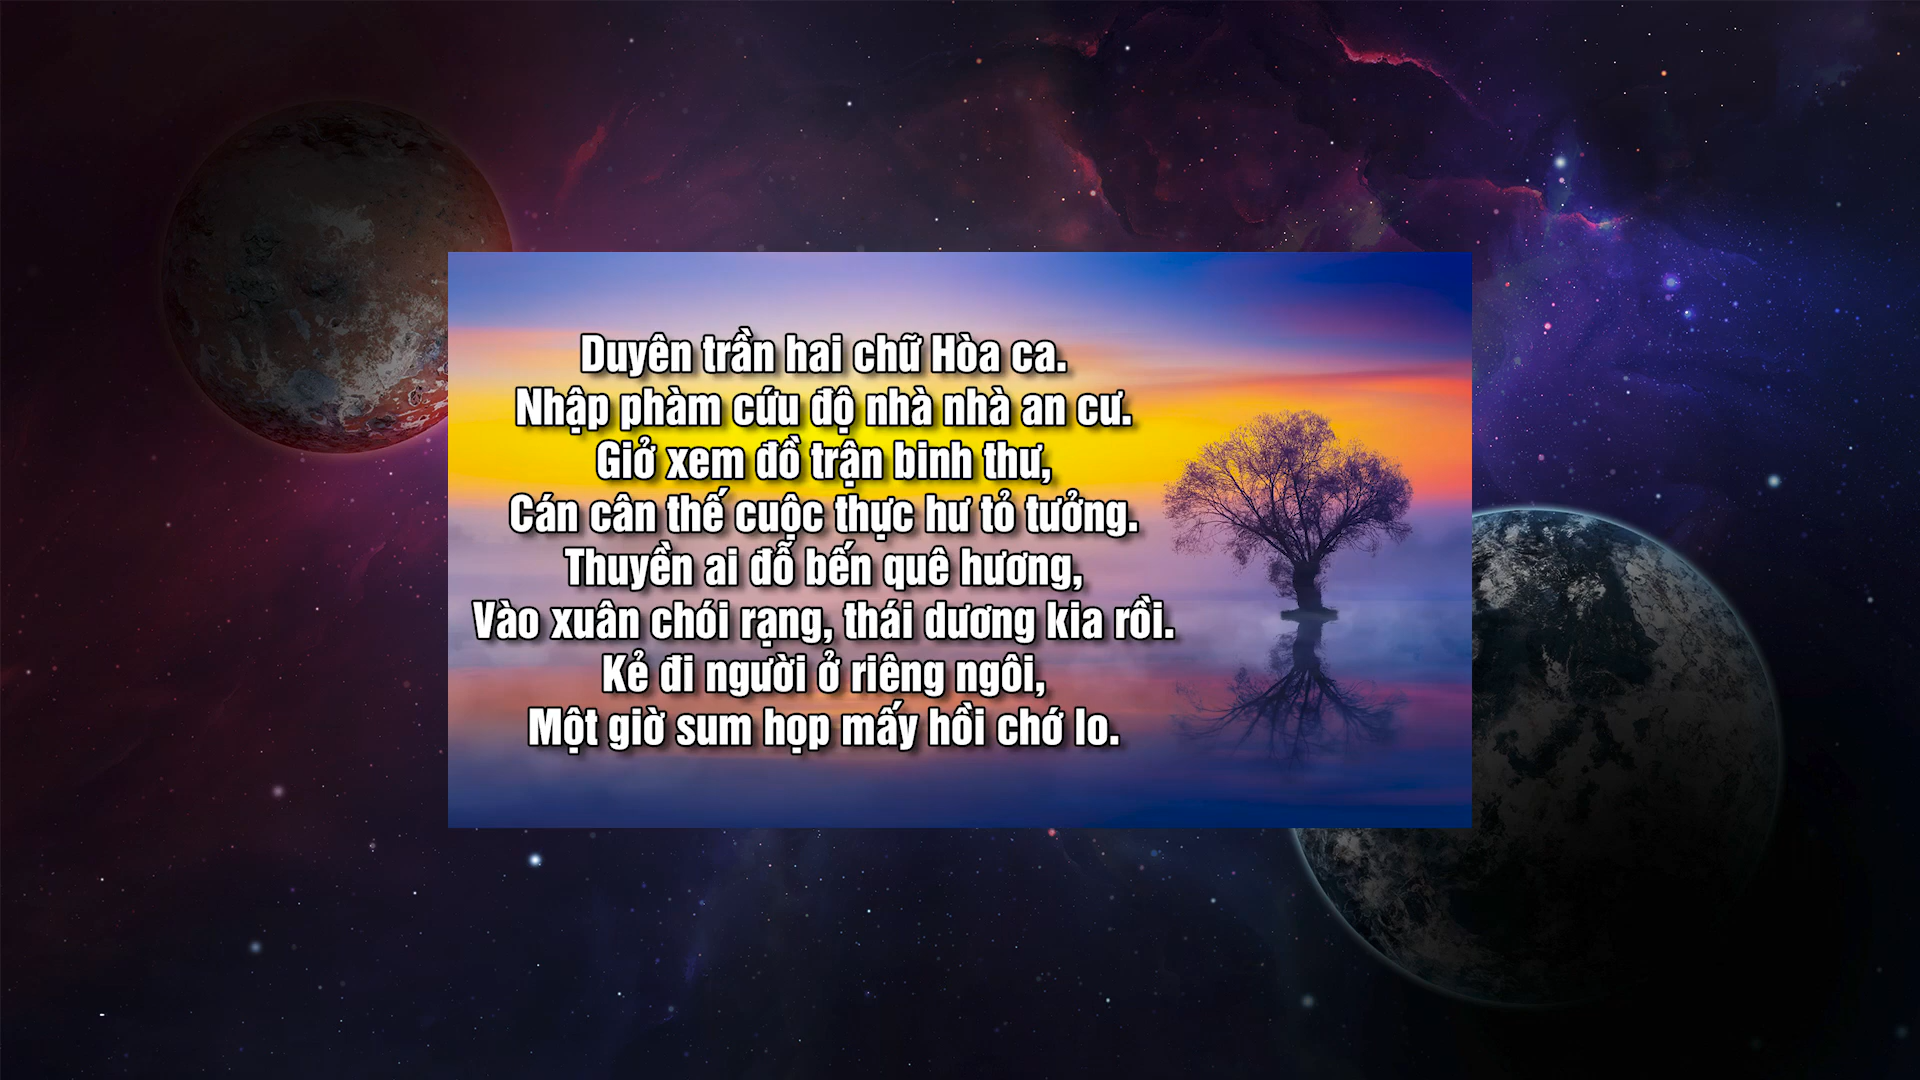 Duyên trần hai chữ Hòa ca.
Nhập phàm cứu độ nhà nhà an cư.
Giở xem đồ trận binh thư,
Cán cân thế cuộc thực hư tỏ tưởng.
Thuyền ai đỗ bến quê hương,
Vào xuân chói rạng, thái dương kia rồi.
Kẻ đi người ở riêng ngôi,
Một giờ sum họp mấy hồi chớ lo.